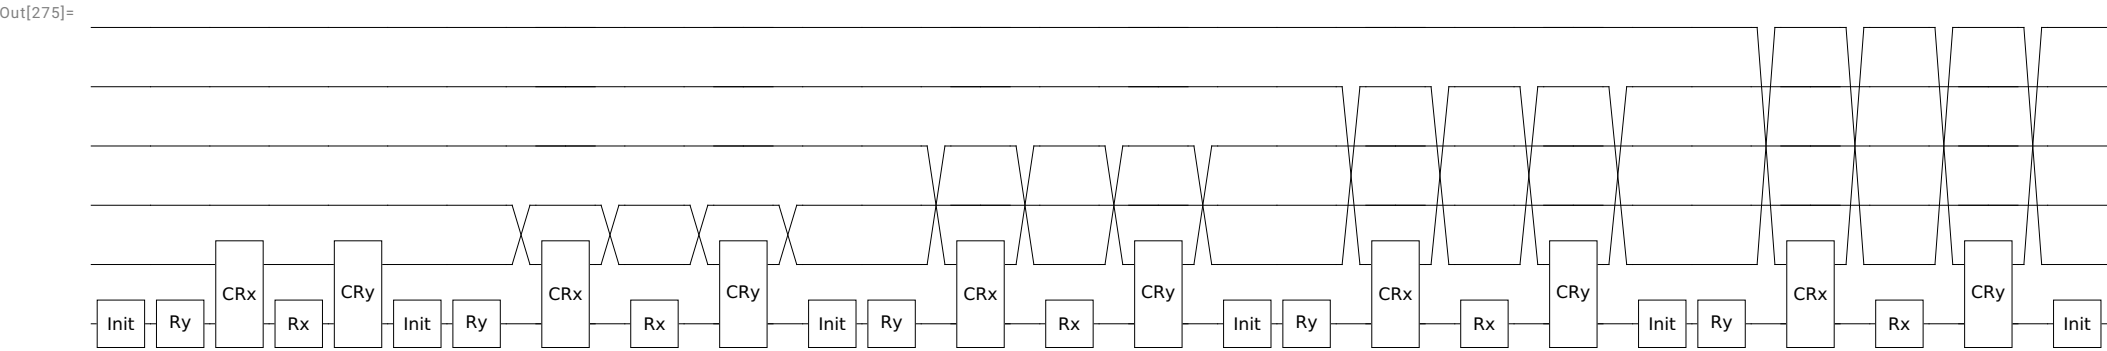 Out[275]=
CRx CRy CRx CRy CRx CRy CRx CRy CRx CRy
Init Ry Rx Init Ry Rx Init Ry Rx Init Ry Rx Init Ry Rx Init